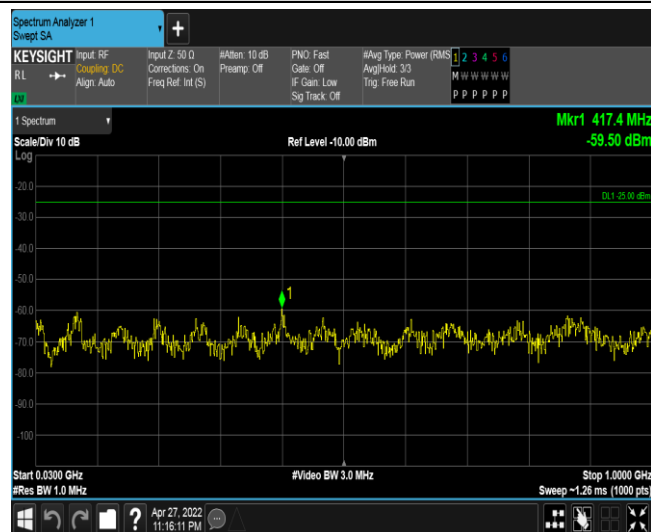 Spectrum Analyzer 1
Swept SA
+
KEYSIGHT
RL
Input: RF
Coupling: DC
Align: Auto
Input Z: 50 Ω
Corrections: On
Freq Ref: Int (S)
#Atten: 10 dB
Preamp: Off
PNO: Fast
Gate: Off
IF Gain: Low
Sig Track: Off
#Avg Type: Power (RMS
Avg|Hold: 3/3
Trig: Free Run
1 2 3 4 5 6
M W W W W W
P P P P P P
1 Spectrum
Mkr1 417.4 MHz
-59.50 dBm
Scale/Div 10 dB
Ref Level -10.00 dBm
Log
DL1 -25.00 dBm
-20.0
-30.0
-40.0
-50.0
1
-60.0
-70.0
-80.0
-90.0
-100
Start 0.0300 GHz
#Video BW 3.0 MHz
Stop 1.0000 GHz
#Res BW 1.0 MHz
Sweep ~1.26 ms (1000 pts)
?
Apr 27, 2022
11:16:11 PM